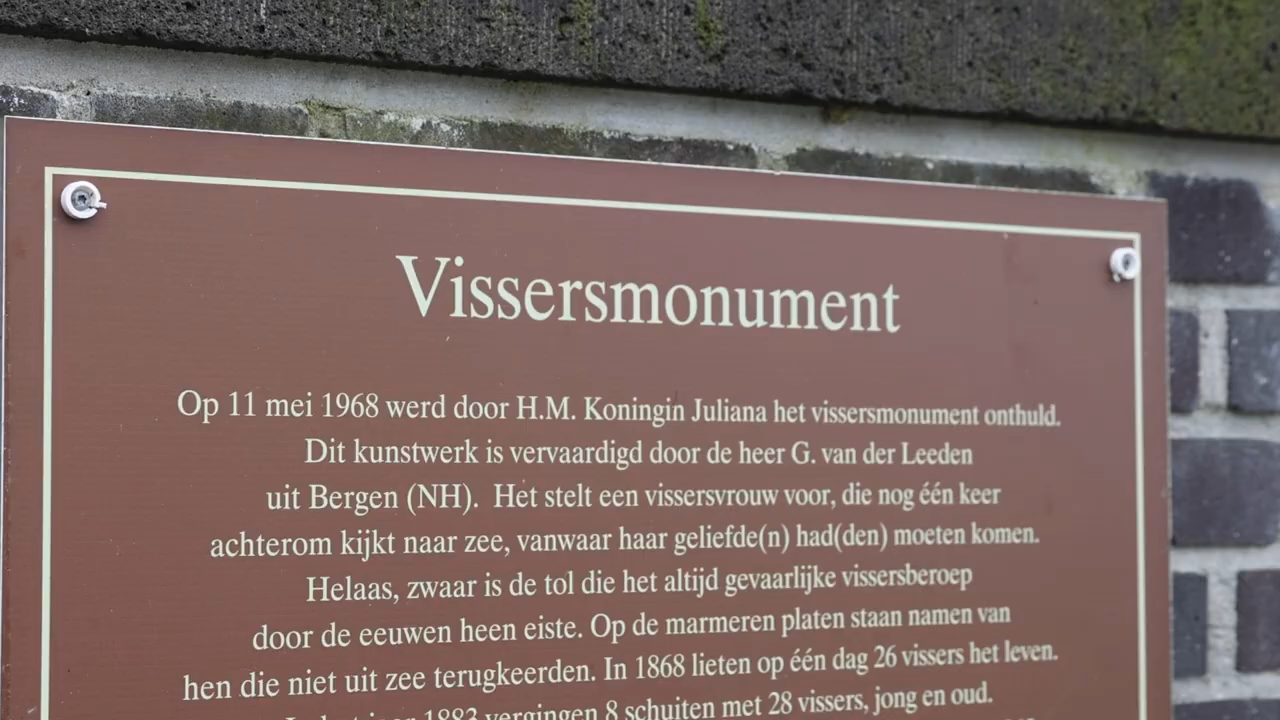 Vissersmonument
Op 11 mei 1968 werd door H.M. Koningin Juliana het vissersmonument onthuld.
Dit kunstwerk is vervaardigd door de heer G. van der Leeden
uit Bergen (NH). Het stelt een vissersvrouw voor, die nog één keer
achterom kijkt naar zee, vanwaar haar geliefde(n) had(den) moeten komen.
Helaas, zwaar is de tol die het altijd gevaarlijke vissersberoep
door de eeuwen heen eiste. Op de marmeren platen staan namen van
hen die niet uit zee terugkeerden. In 1868 lieten op één dag 26 vissers het leven.
1883 vergingen 8 schuiten met 28 vissers, jong en oud.